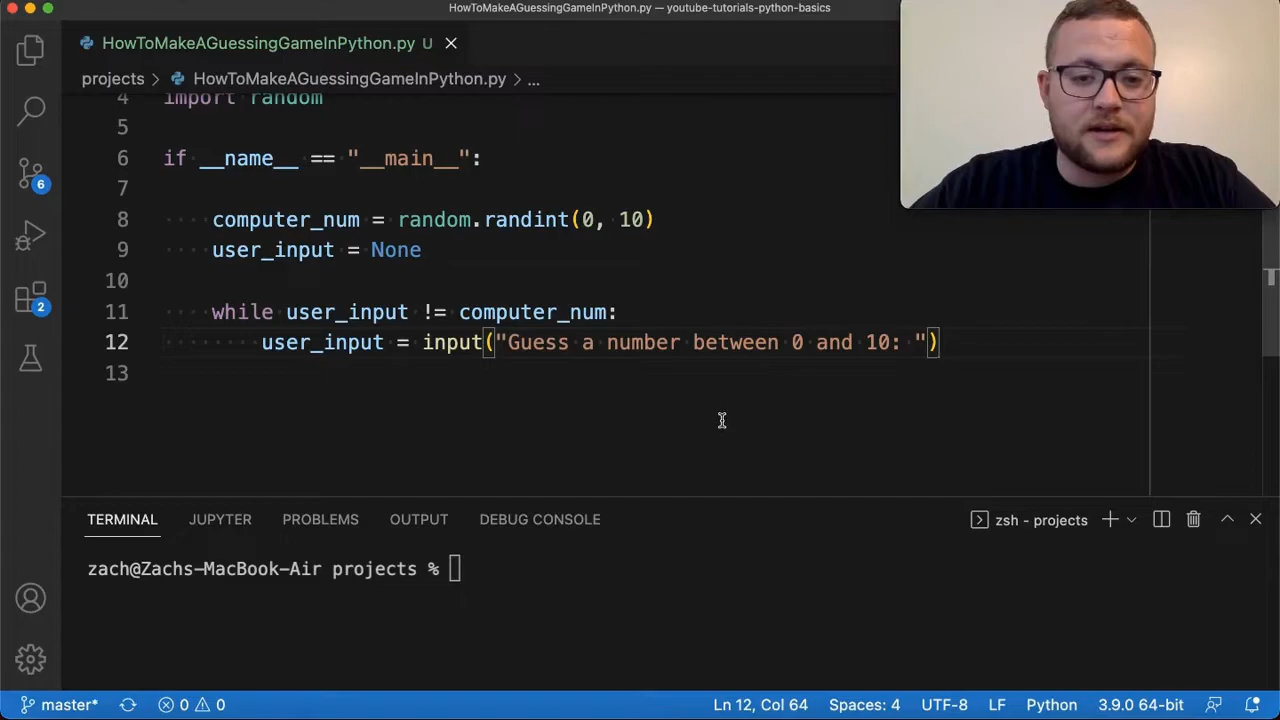 HowToMakeAGuessingGameInPython.py — youtube-tutorials-python-basics
HowToMakeAGuessingGameInPython.py U
projects > HowToMakeAGuessingGameInPython.py > ...
4 import random
5
6 if __name__ == "__main__":
7
8 computer_num = random.randint(0, 10)
9 user_input = None
10
11 while user_input != computer_num:
12 user_input = input("Guess a number between 0 and 10: ")
13
6
2
TERMINAL JUPYTER PROBLEMS OUTPUT DEBUG CONSOLE zsh - projects
zach@Zachs-MacBook-Air projects %
master* 0 0 Ln 12, Col 64 Spaces: 4 UTF-8 LF Python 3.9.0 64-bit